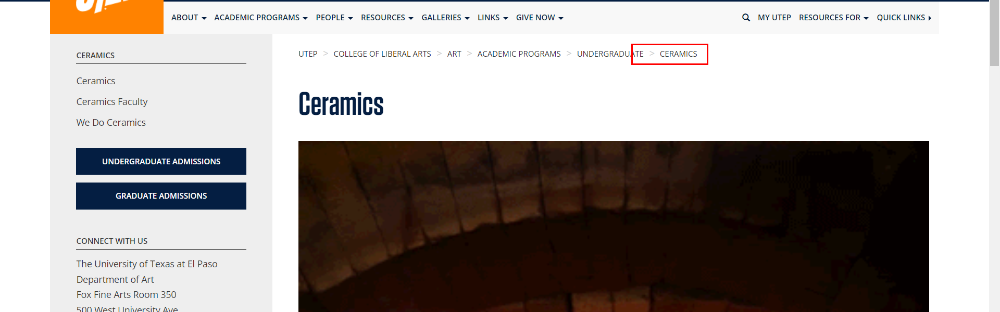 ABOUT ACADEMIC PROGRAMS PEOPLE RESOURCES GALLERIES LINKS GIVE NOW MY UTEP RESOURCES FOR QUICK LINKS
UTEP > COLLEGE OF LIBERAL ARTS > ART > ACADEMIC PROGRAMS > UNDERGRADUATE > CERAMICS
CERAMICS
Ceramics
Ceramics Faculty
We Do Ceramics
UNDERGRADUATE ADMISSIONS
GRADUATE ADMISSIONS
CONNECT WITH US
The University of Texas at El Paso
Department of Art
Fox Fine Arts Room 350
500 West University Ave
Ceramics